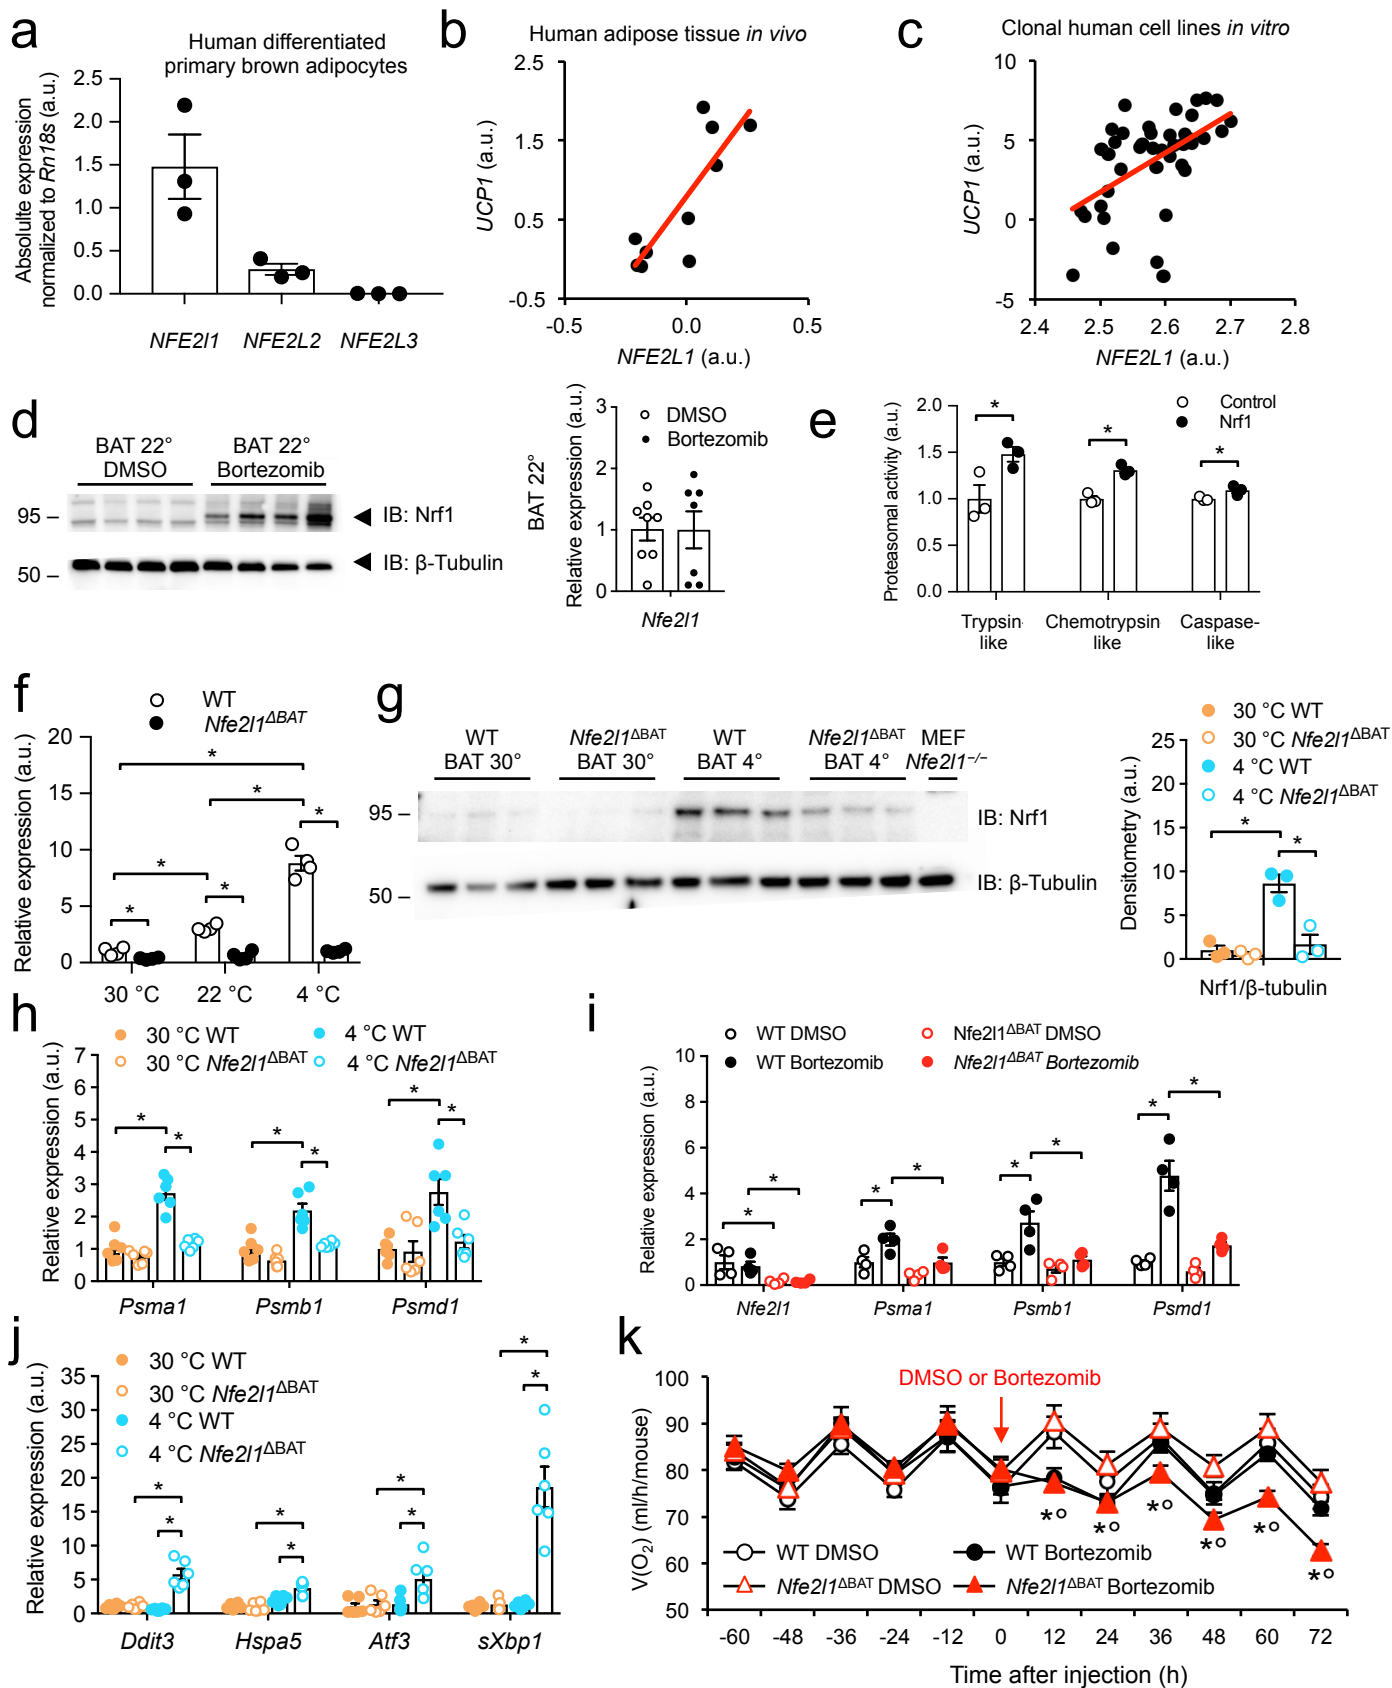 a
Human differentiated
primary brown adipocytes
Absolute expression
normalized to Rn18s (a.u.)
2.5
2.0
1.5
1.0
0.5
0.0
NFE2l1
NFE2L2
NFE2L3
b
Human adipose tissue in vivo
UCP1 (a.u.)
2.5
1.5
0.5
-0.5
-0.5
0.0
0.5
NFE2L1 (a.u.)
c
Clonal human cell lines in vitro
UCP1 (a.u.)
10
5
0
-5
2.4
2.5
2.6
2.7
2.8
NFE2L1 (a.u.)
d
BAT 22°
DMSO
BAT 22°
Bortezomib
95
IB: Nrf1
50
IB: β-Tubulin
BAT 22°
Relative expression (a.u.)
3
2
1
0
DMSO
Bortezomib
Nfe2l1
e
Proteasomal activity (a.u.)
2.0
1.5
1.0
0.5
0.0
Control
Nrf1
*
*
*
Trypsin-
like
Chemotrypsin
like
Caspase-
like
f
WT
Nfe2l1ΔBAT
Relative expression (a.u.)
20
15
10
5
0
*
*
*
*
*
*
30 °C
22 °C
4 °C
g
WT
BAT 30°
Nfe2l1ΔBAT
BAT 30°
WT
BAT 4°
Nfe2l1ΔBAT
BAT 4°
MEF
Nfe2l1−/−
95
IB: Nrf1
50
IB: β-Tubulin
30 °C WT
30 °C Nfe2l1ΔBAT
4 °C WT
4 °C Nfe2l1ΔBAT
Densitometry (a.u.)
25
20
15
10
5
0
*
*
Nrf1/β-tubulin
h
30 °C WT
30 °C Nfe2l1ΔBAT
4 °C WT
4 °C Nfe2l1ΔBAT
Relative expression (a.u.)
7
6
5
4
3
2
1
0
*
*
*
*
*
*
Psma1
Psmb1
Psmd1
i
WT DMSO
WT Bortezomib
Nfe2l1ΔBAT DMSO
Nfe2l1ΔBAT Bortezomib
Relative expression (a.u.)
10
8
6
4
2
0
*
*
*
*
*
*
*
*
Nfe2l1
Psma1
Psmb1
Psmd1
j
30 °C WT
30 °C Nfe2l1ΔBAT
4 °C WT
4 °C Nfe2l1ΔBAT
Relative expression (a.u.)
35
30
25
20
15
10
5
0
*
*
*
*
*
*
*
*
Ddit3
Hspa5
Atf3
sXbp1
k
DMSO or Bortezomib
V(O2) (ml/h/mouse)
100
90
80
70
60
50
*°
*°
*°
*°
*°
*°
WT DMSO
WT Bortezomib
Nfe2l1ΔBAT DMSO
Nfe2l1ΔBAT Bortezomib
-60
-48
-36
-24
-12
0
12
24
36
48
60
72
Time after injection (h)